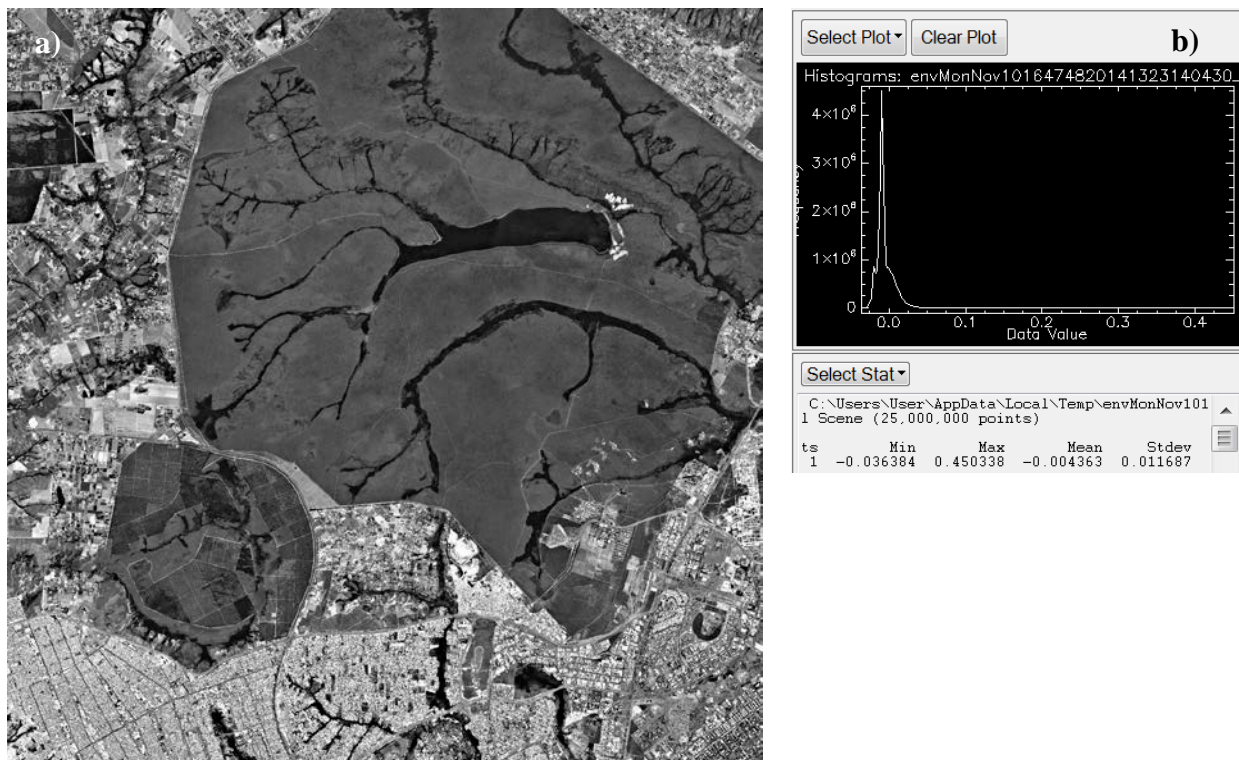 a)
Select Plot Clear Plot
b)
Histograms: envMonNov1016474820141323140430
4×10⁶
3×10⁶
2×10⁶
1×10⁶
0
0.0 0.1 0.2 0.3 0.4
Data Value
Select Stat
C:\Users\User\AppData\Local\Temp\envMonNov101
l Scene (25,000,000 points)
ts Min Max Mean Stdev
1 -0.036384 0.450338 -0.004363 0.011687